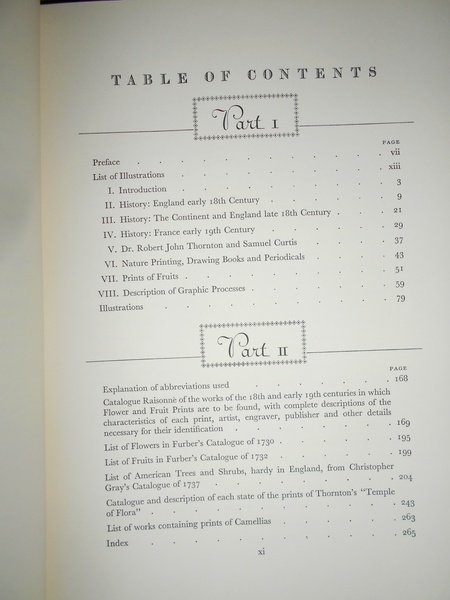 TABLE OF CONTENTS
Part I
PAGE
Preface . . . . . . . . vii
List of Illustrations . . . . . . . xiii
I. Introduction . . . . . . . 3
II. History: England early 18th Century . . . . 9
III. History: The Continent and England late 18th Century . . . 21
IV. History: France early 19th Century . . . . 29
V. Dr. Robert John Thornton and Samuel Curtis . . . 37
VI. Nature Printing, Drawing Books and Periodicals . . . 43
VII. Prints of Fruits . . . . . . . 51
VIII. Description of Graphic Processes . . . . . 59
Illustrations . . . . . . . . 79
Part II
PAGE
Explanation of abbreviations used . . . . . 168
Catalogue Raisonnè of the works of the 18th and early 19th centuries in which
Flower and Fruit Prints are to be found, with complete descriptions of the
characteristics of each print, artist, engraver, publisher and other details
necessary for their identification . . . . . 169
List of Flowers in Furber's Catalogue of 1730 . . . . 195
List of Fruits in Furber's Catalogue of 1732 . . . . 199
List of American Trees and Shrubs, hardy in England, from Christopher
Gray's Catalogue of 1737 . . . . . . 204
Catalogue and description of each state of the prints of Thornton's "Temple
of Flora" . . . . . . . . 243
List of works containing prints of Camellias . . . . 263
Index . . . . . . . . 265
xi